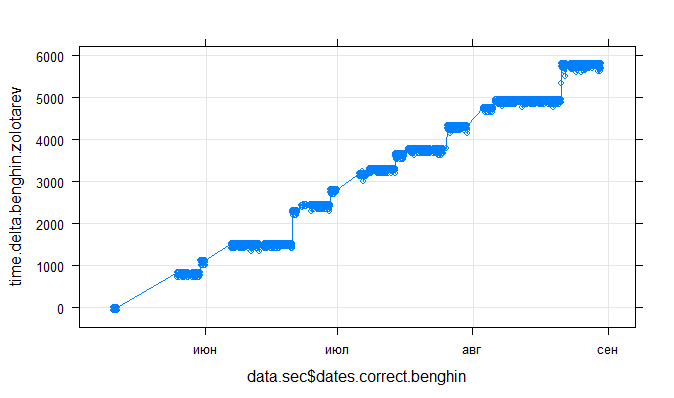 6000
5000
4000
3000
2000
1000
0
time.delta.benghin.zolotarev
июн июл авг сен
data.sec$dates.correct.benghin